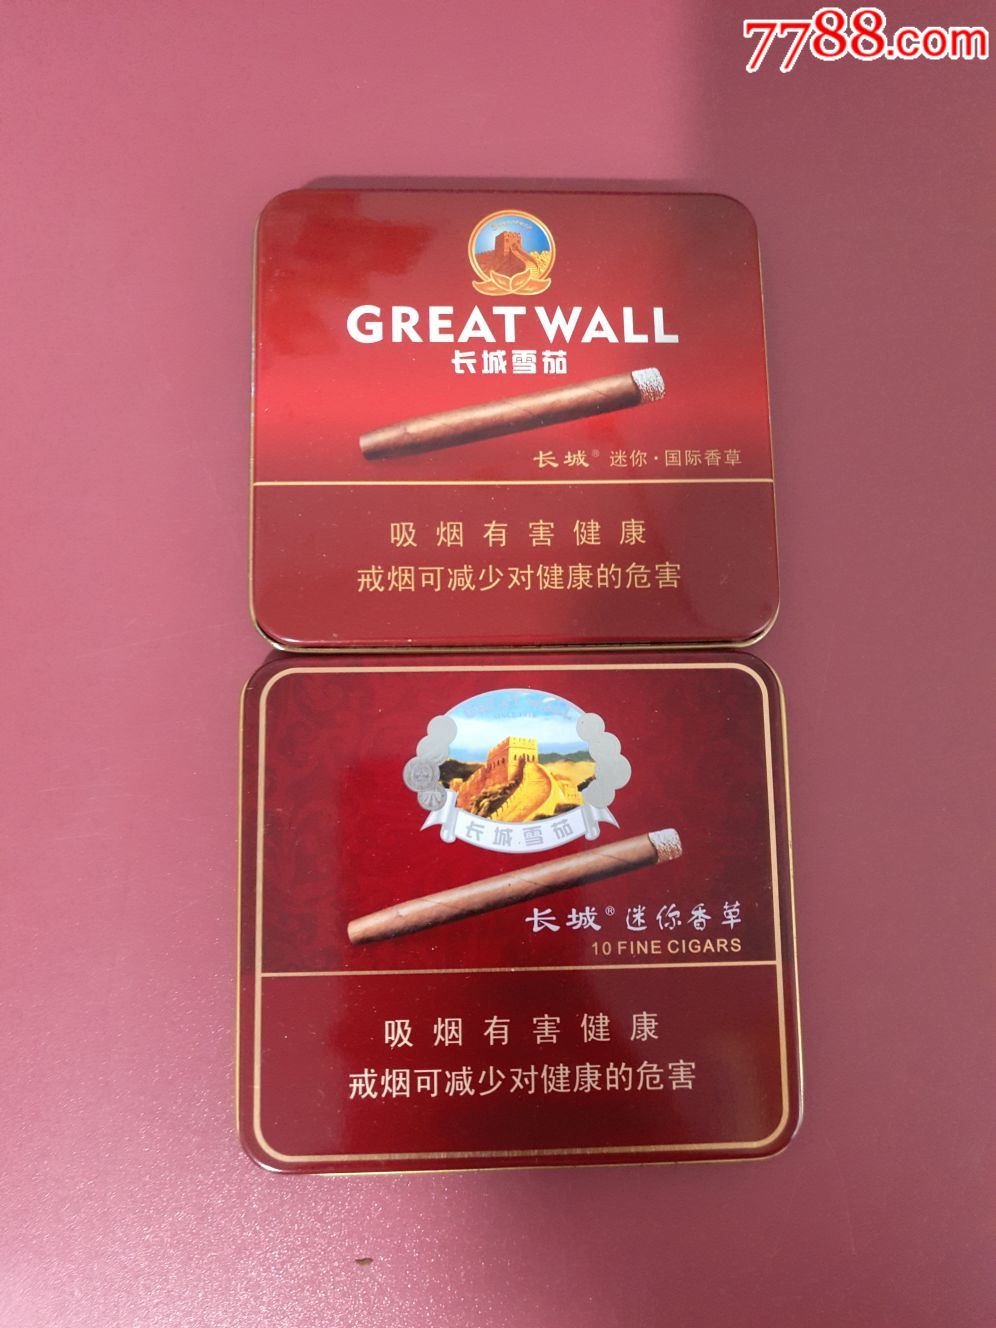 7788.com
GREAT WALL
长城雪茄
长城® 迷你·国际香草
吸烟有害健康
戒烟可减少对健康的危害
长城雪茄
长城® 迷你香草
10 FINE CIGARS
吸烟有害健康
戒烟可减少对健康的危害